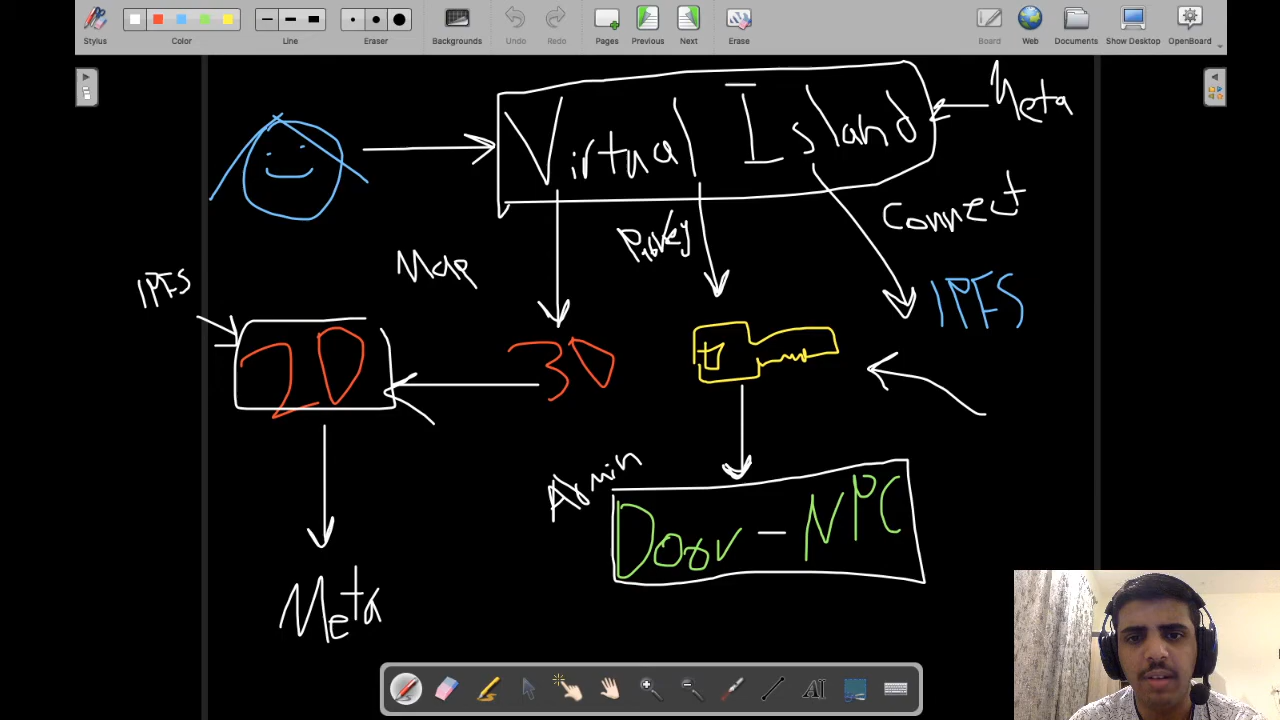 Stylus Color Line Eraser Backgrounds Undo Redo Pages Previous Next Erase Board Web Documents Show Desktop OpenBoard
Virtual Island
Meta
Connect
PubKey
Map
IPFS
IPFS
2D
3D
Admin
Door - NPC
Meta